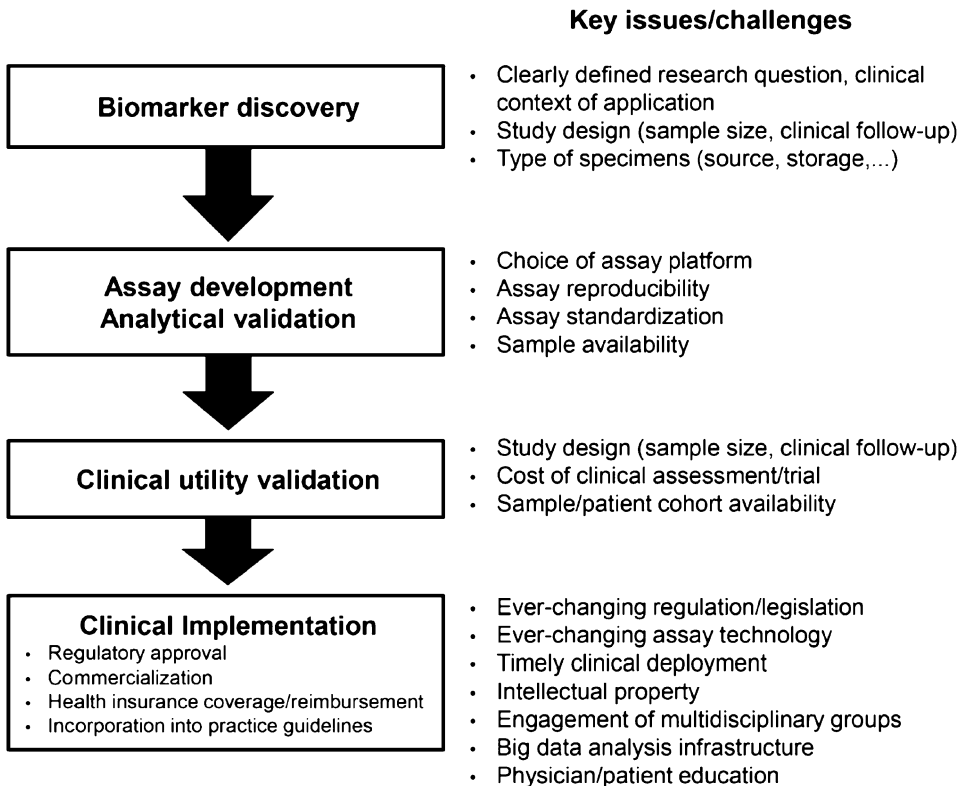 Key issues/challenges
Biomarker discovery
• Clearly defined research question, clinical
context of application
• Study design (sample size, clinical follow-up)
• Type of specimens (source, storage,...)
Assay development
Analytical validation
• Choice of assay platform
• Assay reproducibility
• Assay standardization
• Sample availability
Clinical utility validation
• Study design (sample size, clinical follow-up)
• Cost of clinical assessment/trial
• Sample/patient cohort availability
Clinical Implementation
• Regulatory approval
• Commercialization
• Health insurance coverage/reimbursement
• Incorporation into practice guidelines
• Ever-changing regulation/legislation
• Ever-changing assay technology
• Timely clinical deployment
• Intellectual property
• Engagement of multidisciplinary groups
• Big data analysis infrastructure
• Physician/patient education